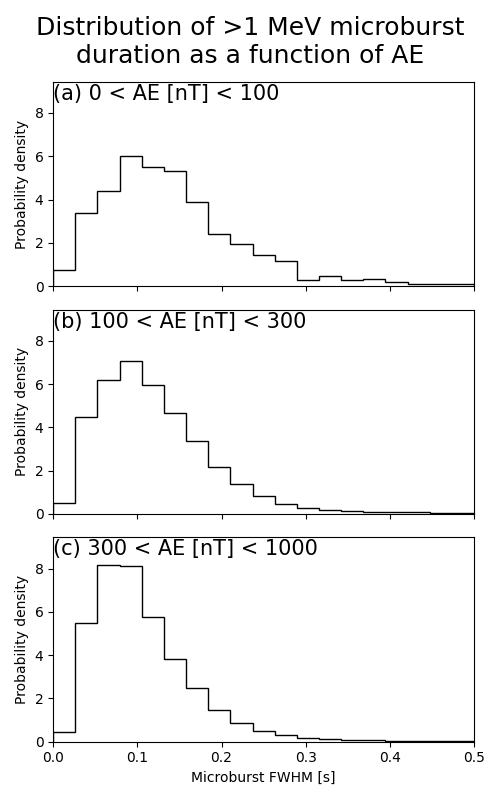 Distribution of >1 MeV microburst
duration as a function of AE
(a) 0 < AE [nT] < 100
8
6
4
2
0
Probability density
(b) 100 < AE [nT] < 300
8
6
4
2
0
Probability density
(c) 300 < AE [nT] < 1000
8
6
4
2
0
Probability density
0.0 0.1 0.2 0.3 0.4 0.5
Microburst FWHM [s]